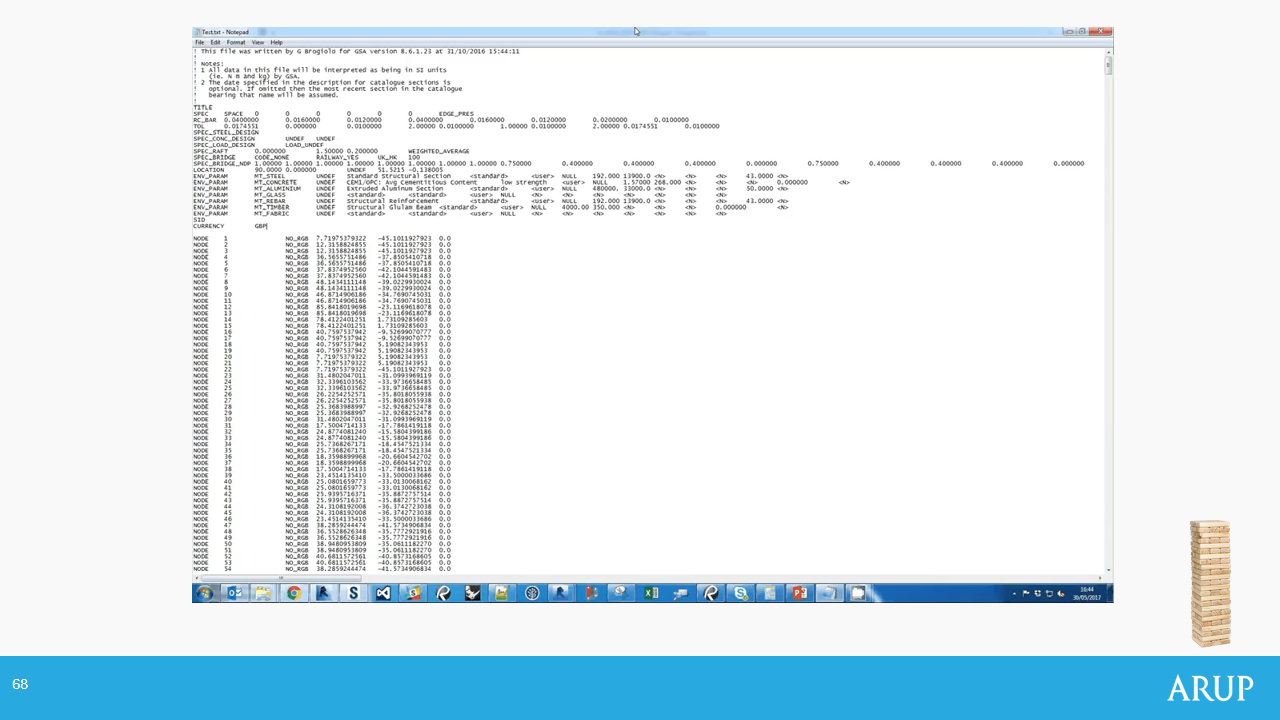 Test.txt - Notepad
File Edit Format View Help
! This file was written by G Brogiolo for GSA version 8.6.1.23 at 31/10/2016 15:44:11
!
! Notes:
! 1 All data in this file will be interpreted as being in SI units
! (ie. N m and kg) by GSA.
! 2 The date specified in the description for catalogue sections is
! optional. If omitted then the most recent section in the catalogue
! bearing that name will be assumed.
!
TITLE
SPEC SPACE 0 0 0 0 0 EDGE_PRES
RC_BAR 0.0400000 0.0160000 0.0120000 0.0400000 0.0160000 0.0120000 0.0200000 0.0100000
TOL 0.0174551 0.000000 0.0100000 2.00000 0.0100000 1.00000 0.0100000 2.00000 0.0174551 0.0100000
SPEC_STEEL_DESIGN
SPEC_CONC_DESIGN UNDEF UNDEF
SPEC_LOAD_DESIGN LOAD_UNDEF
SPEC_RAFT 0.000000 1.50000 0.200000 WEIGHTED_AVERAGE
SPEC_BRIDGE CODE_NONE RAILWAY_YES UK_HK 100
SPEC_BRIDGE_NDP 1.00000 1.00000 1.00000 1.00000 1.00000 1.00000 1.00000 1.00000 0.750000 0.400000 0.400000 0.400000 0.000000 0.750000 0.400000 0.400000 0.400000 0.000000
LOCATION 90.0000 0.000000 UNDEF 51.5215 -0.138005
ENV_PARAM MT_STEEL UNDEF Standard Structural Section <standard> <user> NULL 192.000 13900.0 <N> <N> <N> 43.0000 <N>
ENV_PARAM MT_CONCRETE UNDEF CEM1/OPC: Avg Cementitious Content low strength <user> NULL 1.57000 268.000 <N> <N> <N> 0.000000 <N>
ENV_PARAM MT_ALUMINIUM UNDEF Extruded Aluminum Section <standard> <user> NULL 480000. 33000.0 <N> <N> <N> 50.0000 <N>
ENV_PARAM MT_GLASS UNDEF <standard> <standard> <user> NULL <N> <N> <N> <N> <N>
ENV_PARAM MT_REBAR UNDEF Structural Reinforcement <standard> <user> NULL 192.000 13900.0 <N> <N> <N> 43.0000 <N>
ENV_PARAM MT_TIMBER UNDEF Structural Glulam Beam <standard> <user> NULL 4000.00 350.000 <N> <N> <N> 0.000000 <N>
ENV_PARAM MT_FABRIC UNDEF <standard> <standard> <user> NULL <N> <N> <N> <N> <N>
SID
CURRENCY GBP
NODE 1 NO_RGB 7.71975379322 -45.1011927923 0.0
NODE 2 NO_RGB 12.3158824855 -45.1011927923 0.0
NODE 3 NO_RGB 12.3158824855 -45.1011927923 0.0
NODE 4 NO_RGB 36.5655751486 -37.8505410718 0.0
NODE 5 NO_RGB 36.5655751486 -37.8505410718 0.0
NODE 6 NO_RGB 37.8374952560 -42.1044591483 0.0
NODE 7 NO_RGB 37.8374952560 -42.1044591483 0.0
NODE 8 NO_RGB 48.1434111148 -39.0229930024 0.0
NODE 9 NO_RGB 48.1434111148 -39.0229930024 0.0
NODE 10 NO_RGB 46.8714906186 -34.7690745031 0.0
NODE 11 NO_RGB 46.8714906186 -34.7690745031 0.0
NODE 12 NO_RGB 85.8418019698 -23.1169618078 0.0
NODE 13 NO_RGB 85.8418019698 -23.1169618078 0.0
NODE 14 NO_RGB 78.4122401251 1.73109285603 0.0
NODE 15 NO_RGB 78.4122401251 1.73109285603 0.0
NODE 16 NO_RGB 40.7597537942 -9.52699070777 0.0
NODE 17 NO_RGB 40.7597537942 -9.52699070777 0.0
NODE 18 NO_RGB 40.7597537942 5.19082343953 0.0
NODE 19 NO_RGB 40.7597537942 5.19082343953 0.0
NODE 20 NO_RGB 7.71975379322 5.19082343953 0.0
NODE 21 NO_RGB 7.71975379322 5.19082343953 0.0
NODE 22 NO_RGB 7.71975379322 -45.1011927923 0.0
NODE 23 NO_RGB 31.4802047011 -31.0993969119 0.0
NODE 24 NO_RGB 32.3396103562 -33.9736658485 0.0
NODE 25 NO_RGB 32.3396103562 -33.9736658485 0.0
NODE 26 NO_RGB 26.2254252571 -35.8018055938 0.0
NODE 27 NO_RGB 26.2254252571 -35.8018055938 0.0
NODE 28 NO_RGB 25.3683988997 -32.9268252478 0.0
NODE 29 NO_RGB 25.3683988997 -32.9268252478 0.0
NODE 30 NO_RGB 31.4802047011 -31.0993969119 0.0
NODE 31 NO_RGB 17.5004714133 -17.7861419118 0.0
NODE 32 NO_RGB 24.8774081240 -15.5804399186 0.0
NODE 33 NO_RGB 24.8774081240 -15.5804399186 0.0
NODE 34 NO_RGB 25.7368267171 -18.4547521334 0.0
NODE 35 NO_RGB 25.7368267171 -18.4547521334 0.0
NODE 36 NO_RGB 18.3598899968 -20.6604542702 0.0
NODE 37 NO_RGB 18.3598899968 -20.6604542702 0.0
NODE 38 NO_RGB 17.5004714133 -17.7861419118 0.0
NODE 39 NO_RGB 23.4514135410 -33.5000033686 0.0
NODE 40 NO_RGB 25.0801659773 -33.0130068162 0.0
NODE 41 NO_RGB 25.0801659773 -33.0130068162 0.0
NODE 42 NO_RGB 25.9395716371 -35.8872757514 0.0
NODE 43 NO_RGB 25.9395716371 -35.8872757514 0.0
NODE 44 NO_RGB 24.3108192008 -36.3742723038 0.0
NODE 45 NO_RGB 24.3108192008 -36.3742723038 0.0
NODE 46 NO_RGB 23.4514135410 -33.5000033686 0.0
NODE 47 NO_RGB 38.2859244474 -41.5734906834 0.0
NODE 48 NO_RGB 36.5528626348 -35.7772921916 0.0
NODE 49 NO_RGB 36.5528626348 -35.7772921916 0.0
NODE 50 NO_RGB 38.9480953809 -35.0611182270 0.0
NODE 51 NO_RGB 38.9480953809 -35.0611182270 0.0
NODE 52 NO_RGB 40.6811572561 -40.8573168605 0.0
NODE 53 NO_RGB 40.6811572561 -40.8573168605 0.0
NODE 54 NO_RGB 38.2859244474 -41.5734906834 0.0
16:44
30/05/2017
68
ARUP